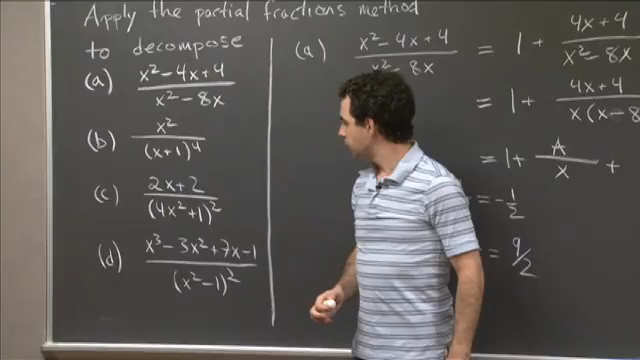 Apply the partial fractions method
to decompose
(a) x² - 4x + 4 / x² - 8x
(b) x² / (x+1)⁴
(c) 2x + 2 / (4x² + 1)²
(d) x³ - 3x² + 7x - 1 / (x² - 1)²
(a) x² - 4x + 4 / x² - 8x = 1 + 4x + 4 / x² - 8x
= 1 + 4x + 4 / x(x - 8
= 1 + A / x +
= -1/2
= 9/2